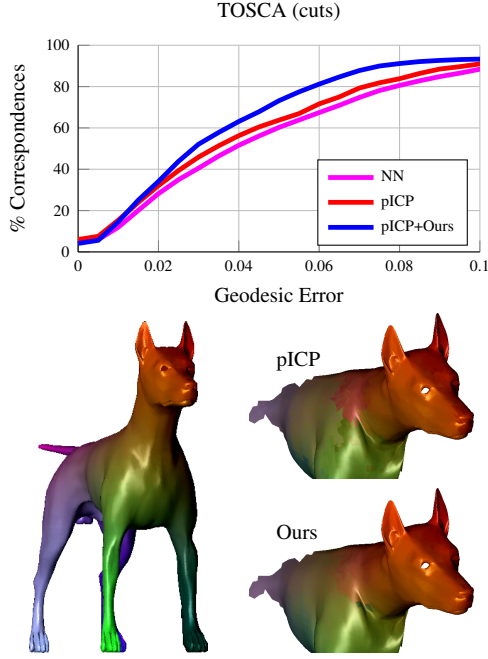 TOSCA (cuts)
% Correspondences
100
80
60
40
20
0
NN
pICP
pICP+Ours
0 0.02 0.04 0.06 0.08 0.1
Geodesic Error
pICP
Ours